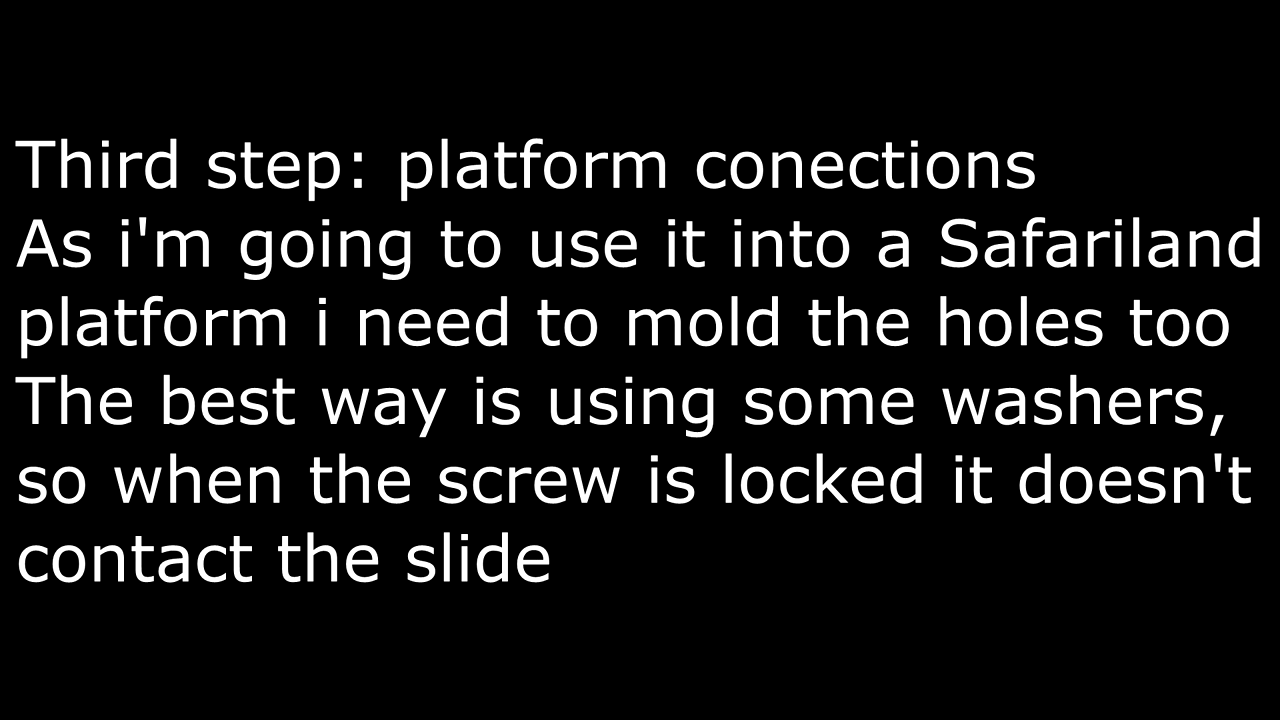 Third step: platform conections
As i'm going to use it into a Safariland
platform i need to mold the holes too
The best way is using some washers,
so when the screw is locked it doesn't
contact the slide